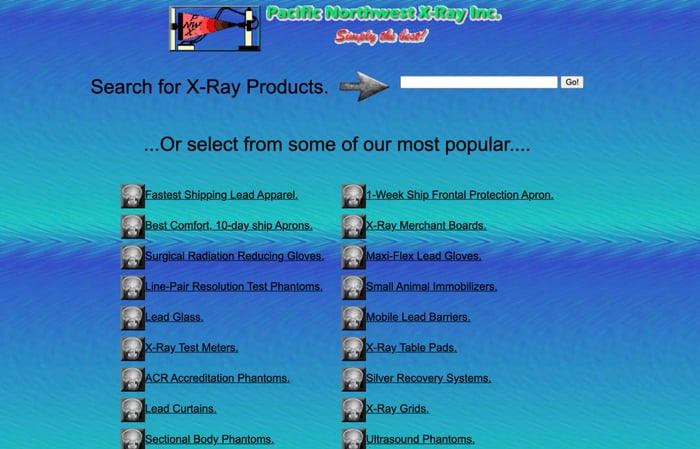 P
NW
X
Pacific Northwest X-Ray Inc.
Simply the best!
Search for X-Ray Products.
Go!
...Or select from some of our most popular....
Fastest Shipping Lead Apparel.
1-Week Ship Frontal Protection Apron.
Best Comfort, 10-day ship Aprons.
X-Ray Merchant Boards.
Surgical Radiation Reducing Gloves.
Maxi-Flex Lead Gloves.
Line-Pair Resolution Test Phantoms.
Small Animal Immobilizers.
Lead Glass.
Mobile Lead Barriers.
X-Ray Test Meters.
X-Ray Table Pads.
ACR Accreditation Phantoms.
Silver Recovery Systems.
Lead Curtains.
X-Ray Grids.
Sectional Body Phantoms.
Ultrasound Phantoms.